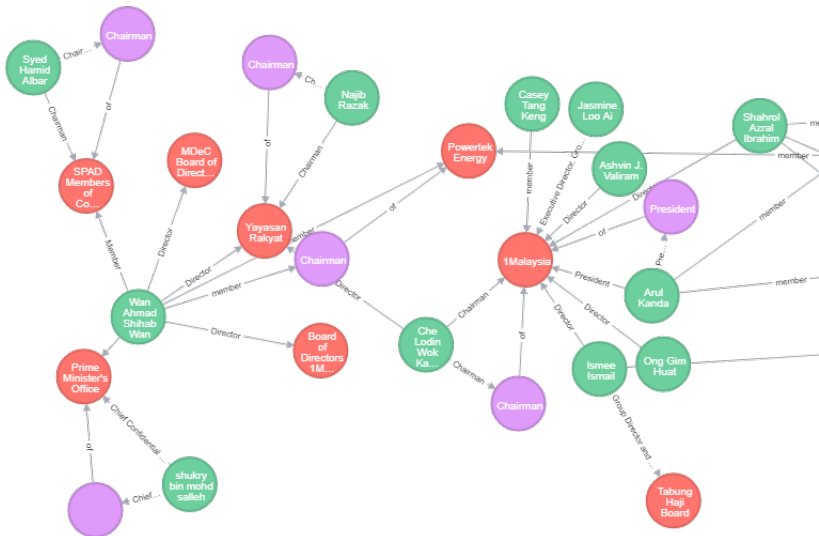 Chairman
Syed
Hamid
Albar
Chair…
Chairman
of
SPAD
Members
of
Co…
MDeC
Board of
Direct…
Chairman
Ch…
Najib
Razak
of
Chairman
Yayasan
Rakyat
Powertek
Energy
Casey
Tang
Keng
Jasmine
Loo Ai
Shahrol
Azral
Ibrahim
member
Executive Director, Gro…
Ashvin J.
Valiram
Director
member
President
of
Pre…
member
1Malaysia
President
Arul
Kanda
member
Member
Director
Director
member
Chairman
of
Director
Wan
Ahmad
Shihab
Wan
Director
Board
of
Directors
1M…
Che
Lodin
Wok
Ka…
Chairman
Chairman
of
Chairman
Director
Director
Ismee
Ismail
Ong Gim
Huat
Group Director and …
Tabung
Haji
Board
Prime
Minister's
Office
Chief Confidential …
of
Chief…
shukry
bin mohd
salleh